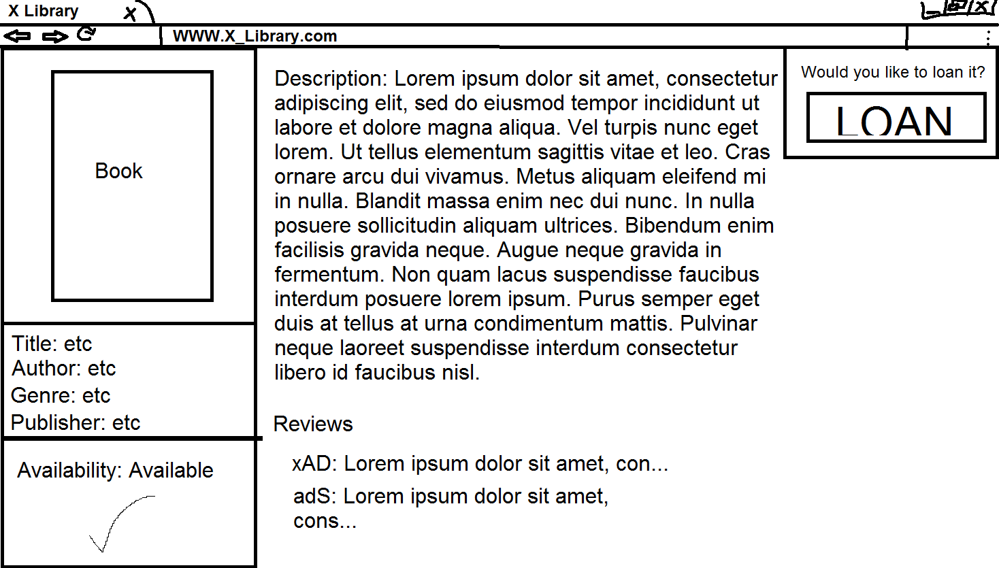 X Library
WWW.X_Library.com
Book
Title: etc
Author: etc
Genre: etc
Publisher: etc
Availability: Available
Description: Lorem ipsum dolor sit amet, consectetur
adipiscing elit, sed do eiusmod tempor incididunt ut
labore et dolore magna aliqua. Vel turpis nunc eget
lorem. Ut tellus elementum sagittis vitae et leo. Cras
ornare arcu dui vivamus. Metus aliquam eleifend mi
in nulla. Blandit massa enim nec dui nunc. In nulla
posuere sollicitudin aliquam ultrices. Bibendum enim
facilisis gravida neque. Augue neque gravida in
fermentum. Non quam lacus suspendisse faucibus
interdum posuere lorem ipsum. Purus semper eget
duis at tellus at urna condimentum mattis. Pulvinar
neque laoreet suspendisse interdum consectetur
libero id faucibus nisl.
Reviews
xAD: Lorem ipsum dolor sit amet, con...
adS: Lorem ipsum dolor sit amet,
cons...
Would you like to loan it?
LOAN